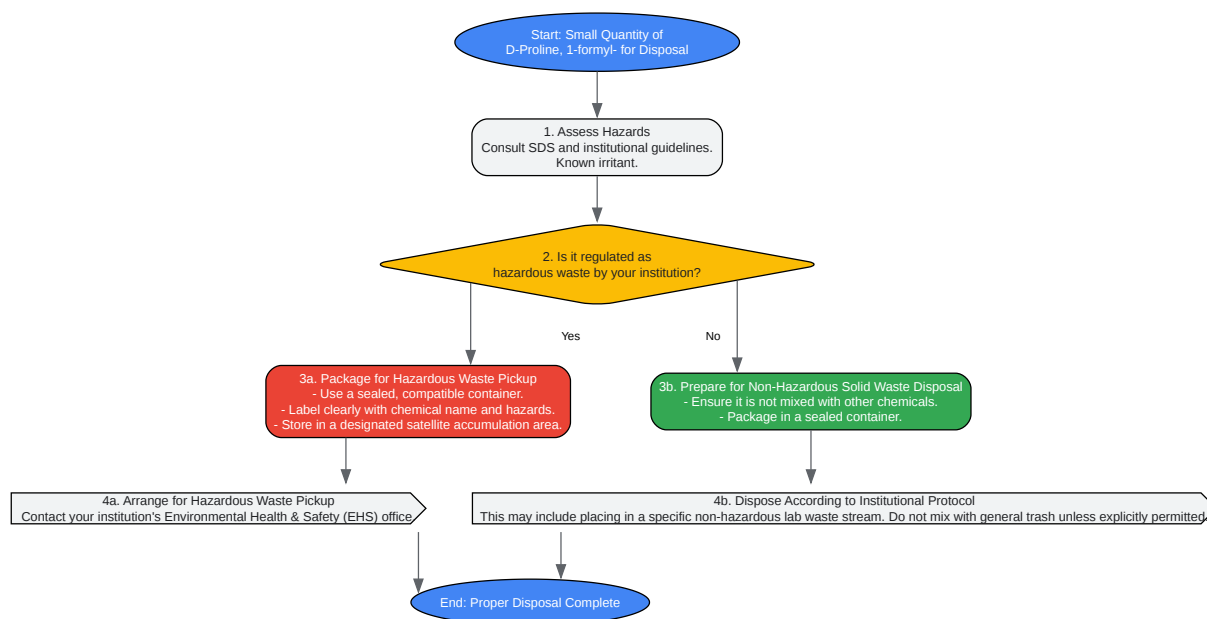 Start: Small Quantity of
D-Proline, 1-formyl- for Disposal
1. Assess Hazards
Consult SDS and institutional guidelines.
Known irritant.
2. Is it regulated as
hazardous waste by your institution?
Yes
No
3a. Package for Hazardous Waste Pickup
- Use a sealed, compatible container.
- Label clearly with chemical name and hazards.
- Store in a designated satellite accumulation area.
3b. Prepare for Non-Hazardous Solid Waste Disposal
- Ensure it is not mixed with other chemicals.
- Package in a sealed container.
4a. Arrange for Hazardous Waste Pickup
Contact your institution's Environmental Health & Safety (EHS) office.
4b. Dispose According to Institutional Protocol
This may include placing in a specific non-hazardous lab waste stream. Do not mix with general trash unless explicitly permitted.
End: Proper Disposal Complete